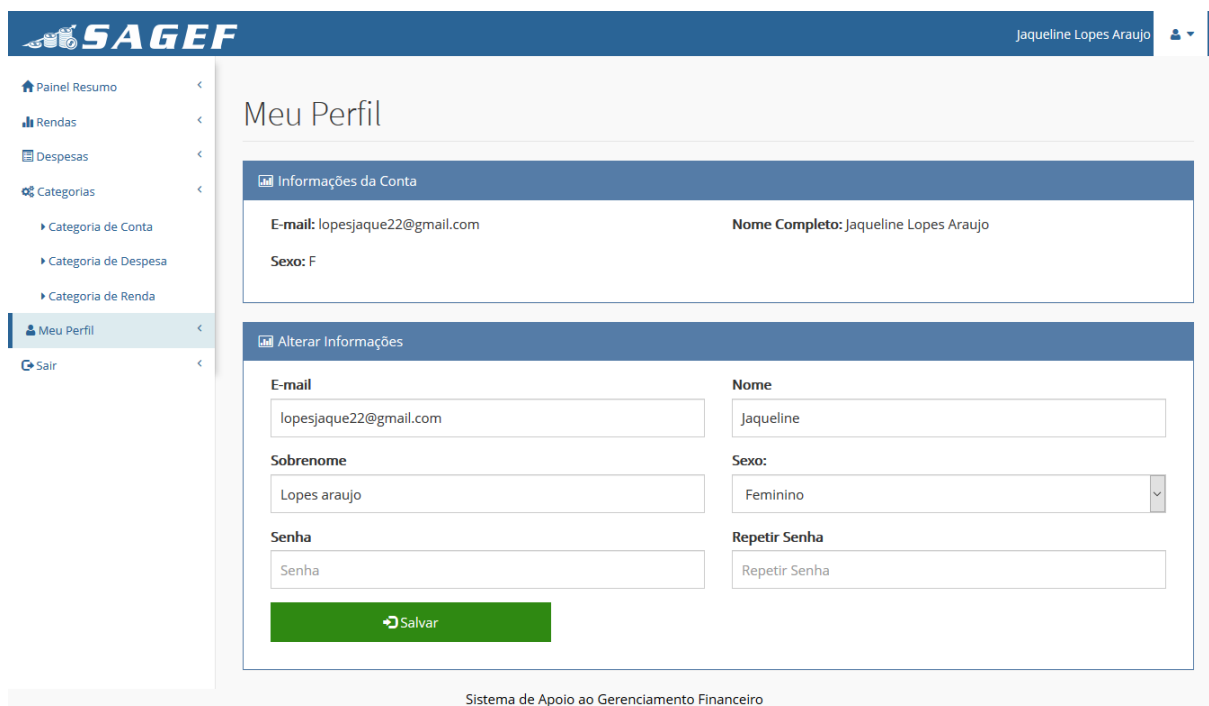 SAGEF
Jaqueline Lopes Araujo
Painel Resumo
Rendas
Despesas
Categorias
Categoria de Conta
Categoria de Despesa
Categoria de Renda
Meu Perfil
Sair
Meu Perfil
Informações da Conta
E-mail: lopesjaque22@gmail.com
Nome Completo: Jaqueline Lopes Araujo
Sexo: F
Alterar Informações
E-mail
Nome
lopesjaque22@gmail.com
Jaqueline
Sobrenome
Sexo:
Lopes araujo
Feminino
Senha
Repetir Senha
Senha
Repetir Senha
Salvar
Sistema de Apoio ao Gerenciamento Financeiro